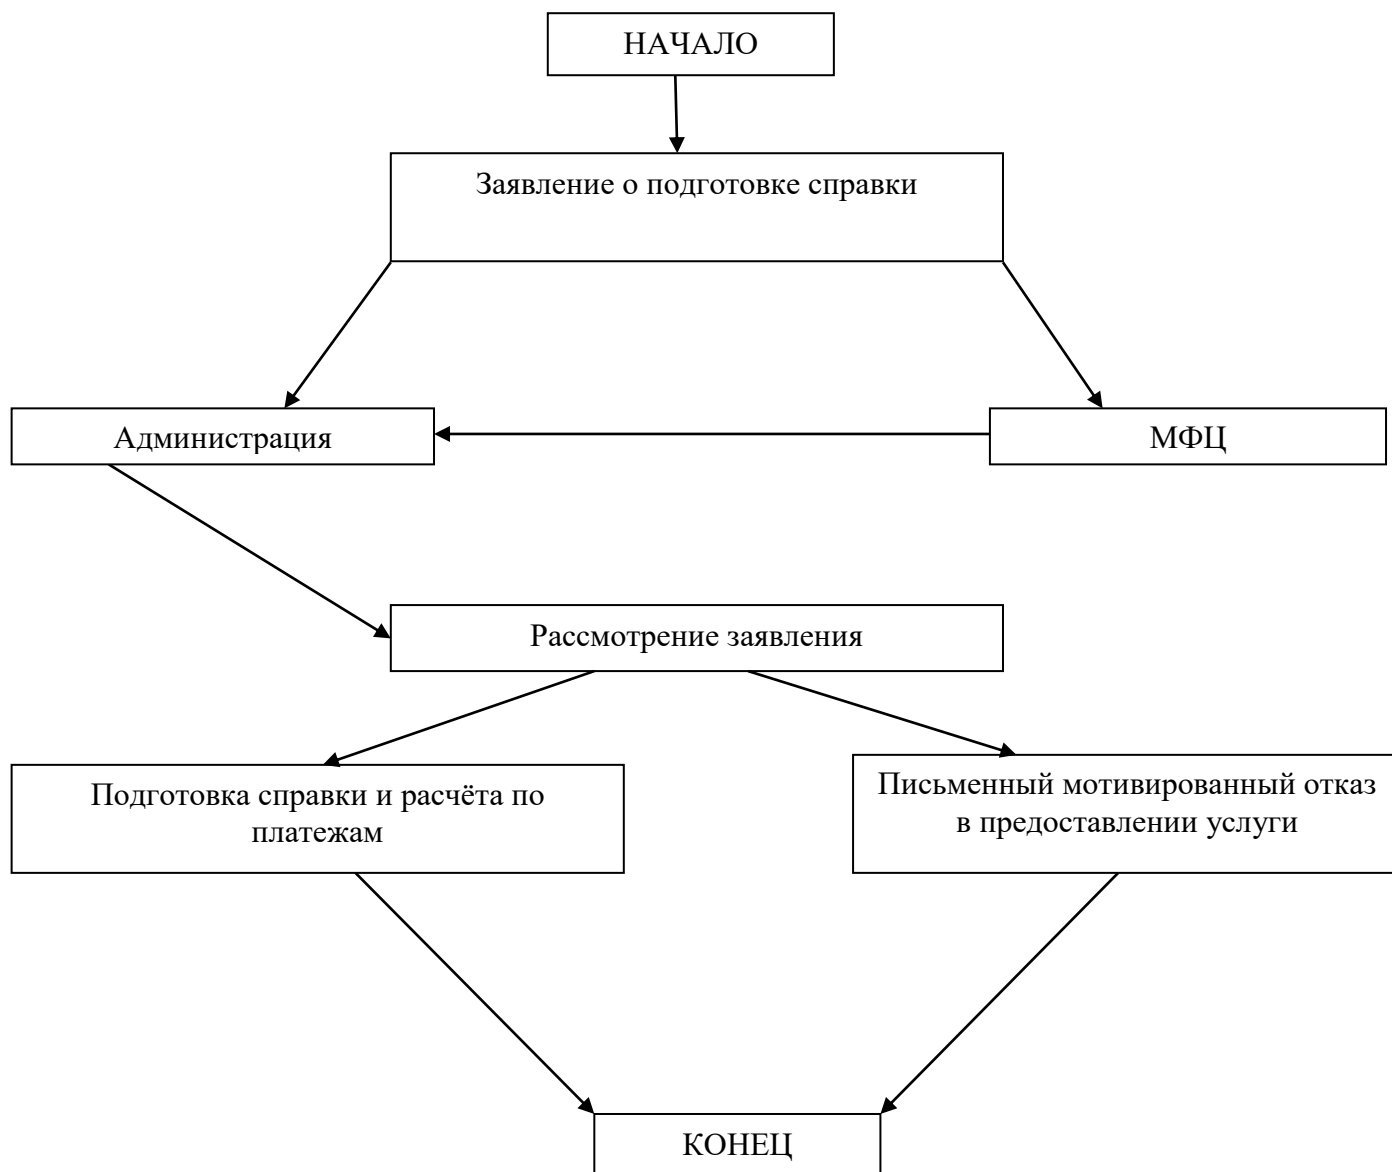 НАЧАЛО
Заявление о подготовке справки
Администрация
МФЦ
Рассмотрение заявления
Подготовка справки и расчёта по
платежам
Письменный мотивированный отказ
в предоставлении услуги
КОНЕЦ